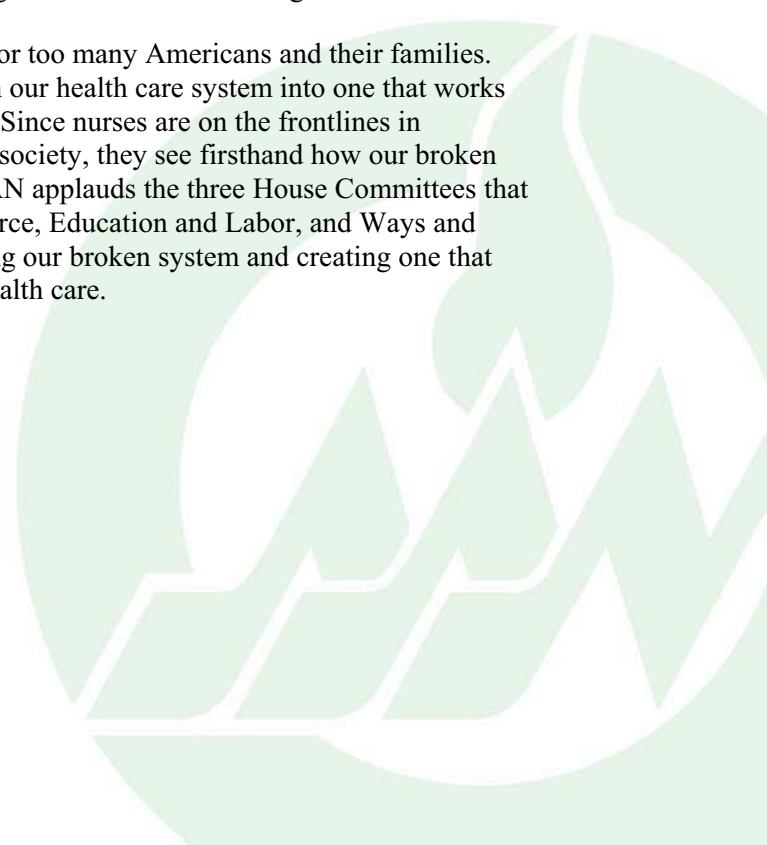 or too many Americans and their families.
our health care system into one that works
Since nurses are on the frontlines in
society, they see firsthand how our broken
AN applauds the three House Committees that
rce, Education and Labor, and Ways and
g our broken system and creating one that
alth care.